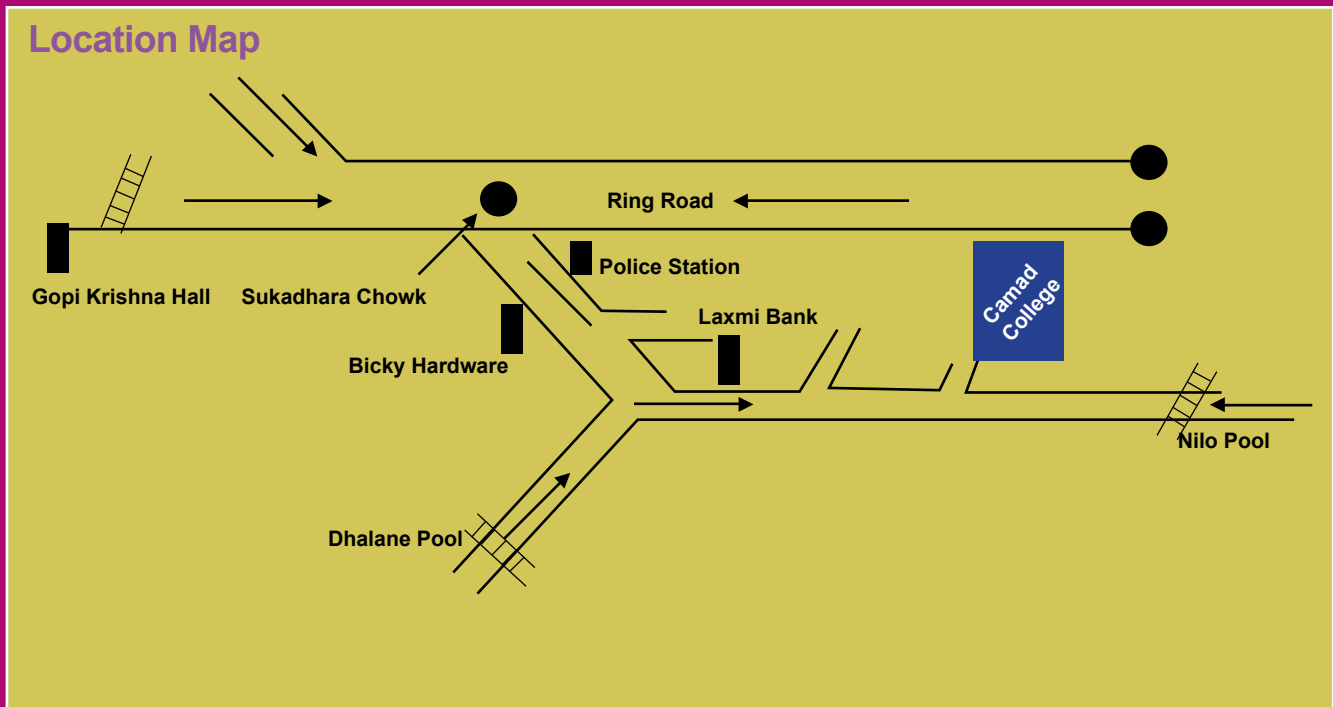 Location Map
Ring Road
Police Station
Gopi Krishna Hall
Sukadhara Chowk
Camad
College
Laxmi Bank
Bicky Hardware
Nilo Pool
Dhalane Pool